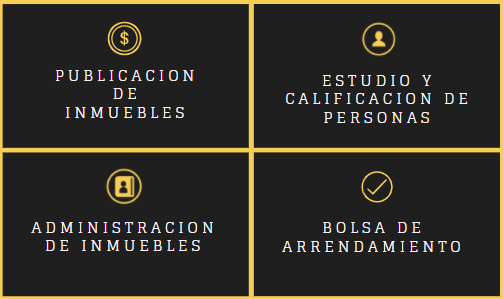 PUBLICACION
DE
INMUEBLES
ESTUDIO Y
CALIFICACION DE
PERSONAS
ADMINISTRACION
DE INMUEBLES
BOLSA DE
ARRENDAMIENTO